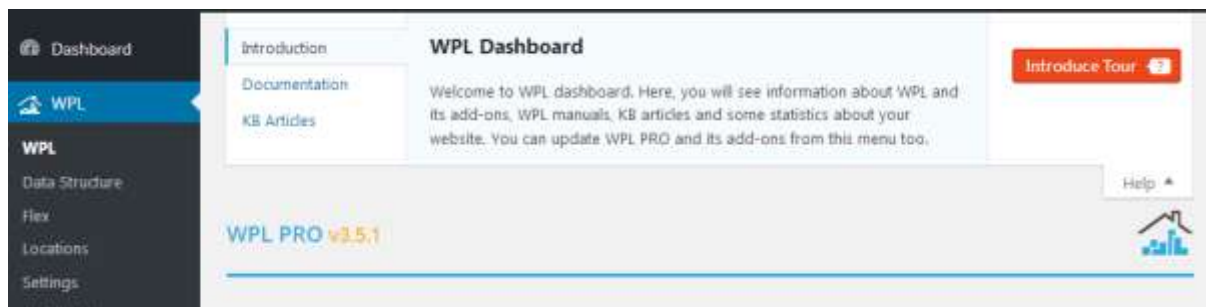 Dashboard
WPL
WPL
Data Structure
Flex
Locations
Settings
Introduction
Documentation
KB Articles
WPL Dashboard
Welcome to WPL dashboard. Here, you will see information about WPL and
its add-ons, WPL manuals, KB articles and some statistics about your
website. You can update WPL PRO and its add-ons from this menu too.
Introduce Tour ?
Help
WPL PRO v3.5.1